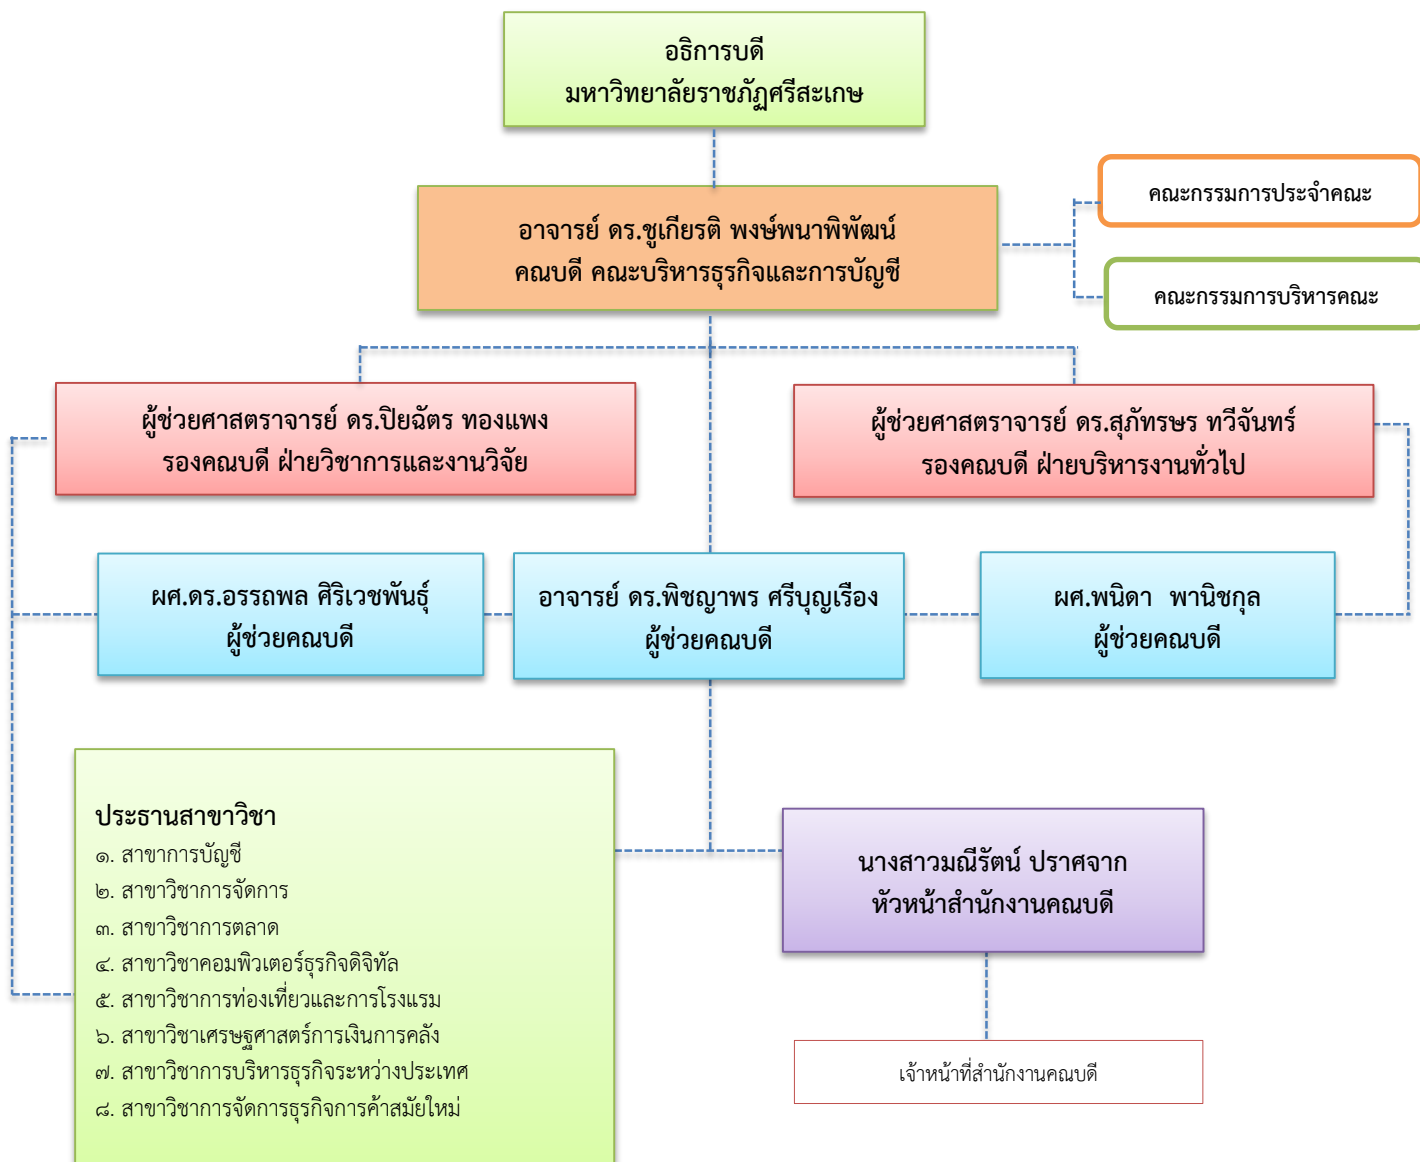 อธิการบดี
มหาวิทยาลัยราชภัฏศรีสะเกษ
คณะกรรมการประจำคณะ
อาจารย์ ดร.ชูเกียรติ พงษ์พนาพิพัฒน์
คณบดี คณะบริหารธุรกิจและการบัญชี
คณะกรรมการบริหารคณะ
ผู้ช่วยศาสตราจารย์ ดร.ปิยฉัตร ทองแพง
รองคณบดี ฝ่ายวิชาการและงานวิจัย
ผู้ช่วยศาสตราจารย์ ดร.สุภัทรษร ทวีจันทร์
รองคณบดี ฝ่ายบริหารงานทั่วไป
ผศ.ดร.อรรถพล ศิริเวชพันธุ์
ผู้ช่วยคณบดี
อาจารย์ ดร.พิชญาพร ศรีบุญเรือง
ผู้ช่วยคณบดี
ผศ.พนิดา พานิชกุล
ผู้ช่วยคณบดี
ประธานสาขาวิชา
๑. สาขาการบัญชี
๒. สาขาวิชาการจัดการ
๓. สาขาวิชาการตลาด
๔. สาขาวิชาคอมพิวเตอร์ธุรกิจดิจิทัล
๕. สาขาวิชาการท่องเที่ยวและการโรงแรม
๖. สาขาวิชาเศรษฐศาสตร์การเงินการคลัง
๗. สาขาวิชาการบริหารธุรกิจระหว่างประเทศ
๘. สาขาวิชาการจัดการธุรกิจการค้าสมัยใหม่
นางสาวมณีรัตน์ ปราศจาก
หัวหน้าสำนักงานคณบดี
เจ้าหน้าที่สำนักงานคณบดี